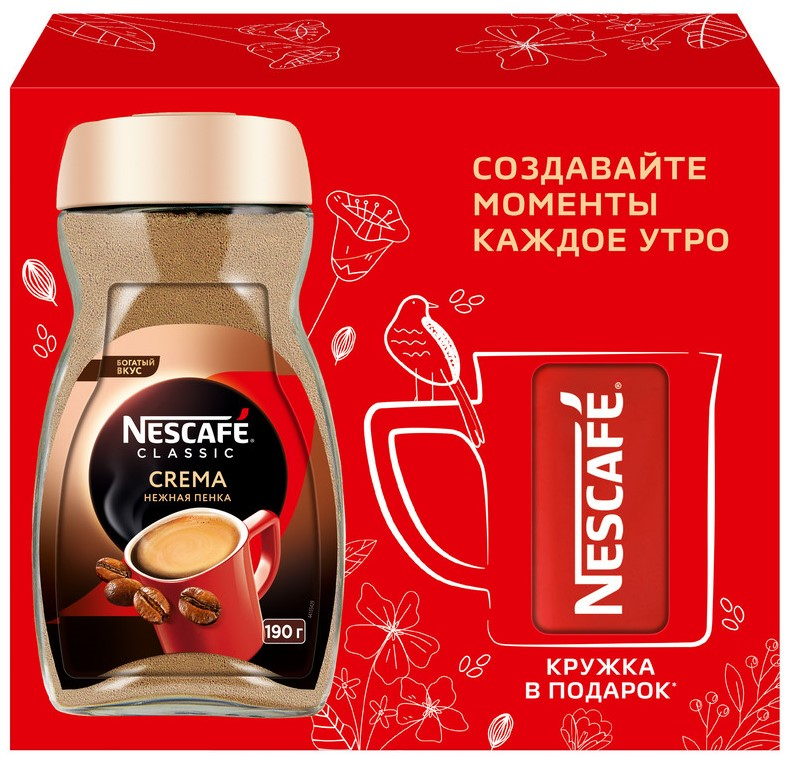 СОЗДАВАЙТЕ
МОМЕНТЫ
КАЖДОЕ УТРО
БОГАТЫЙ
ВКУС
NESCAFÉ®
CLASSIC
CREMA
НЕЖНАЯ ПЕНКА
190 г
NESCAFÉ®
КРУЖКА
В ПОДАРОК*